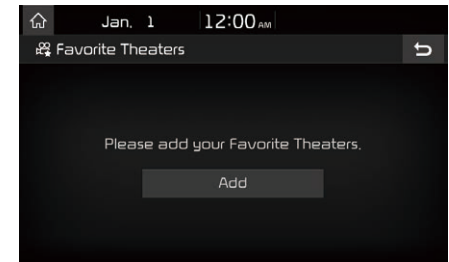 Jan. 1 12:00 AM
Favorite Theaters
Please add your Favorite Theaters.
Add